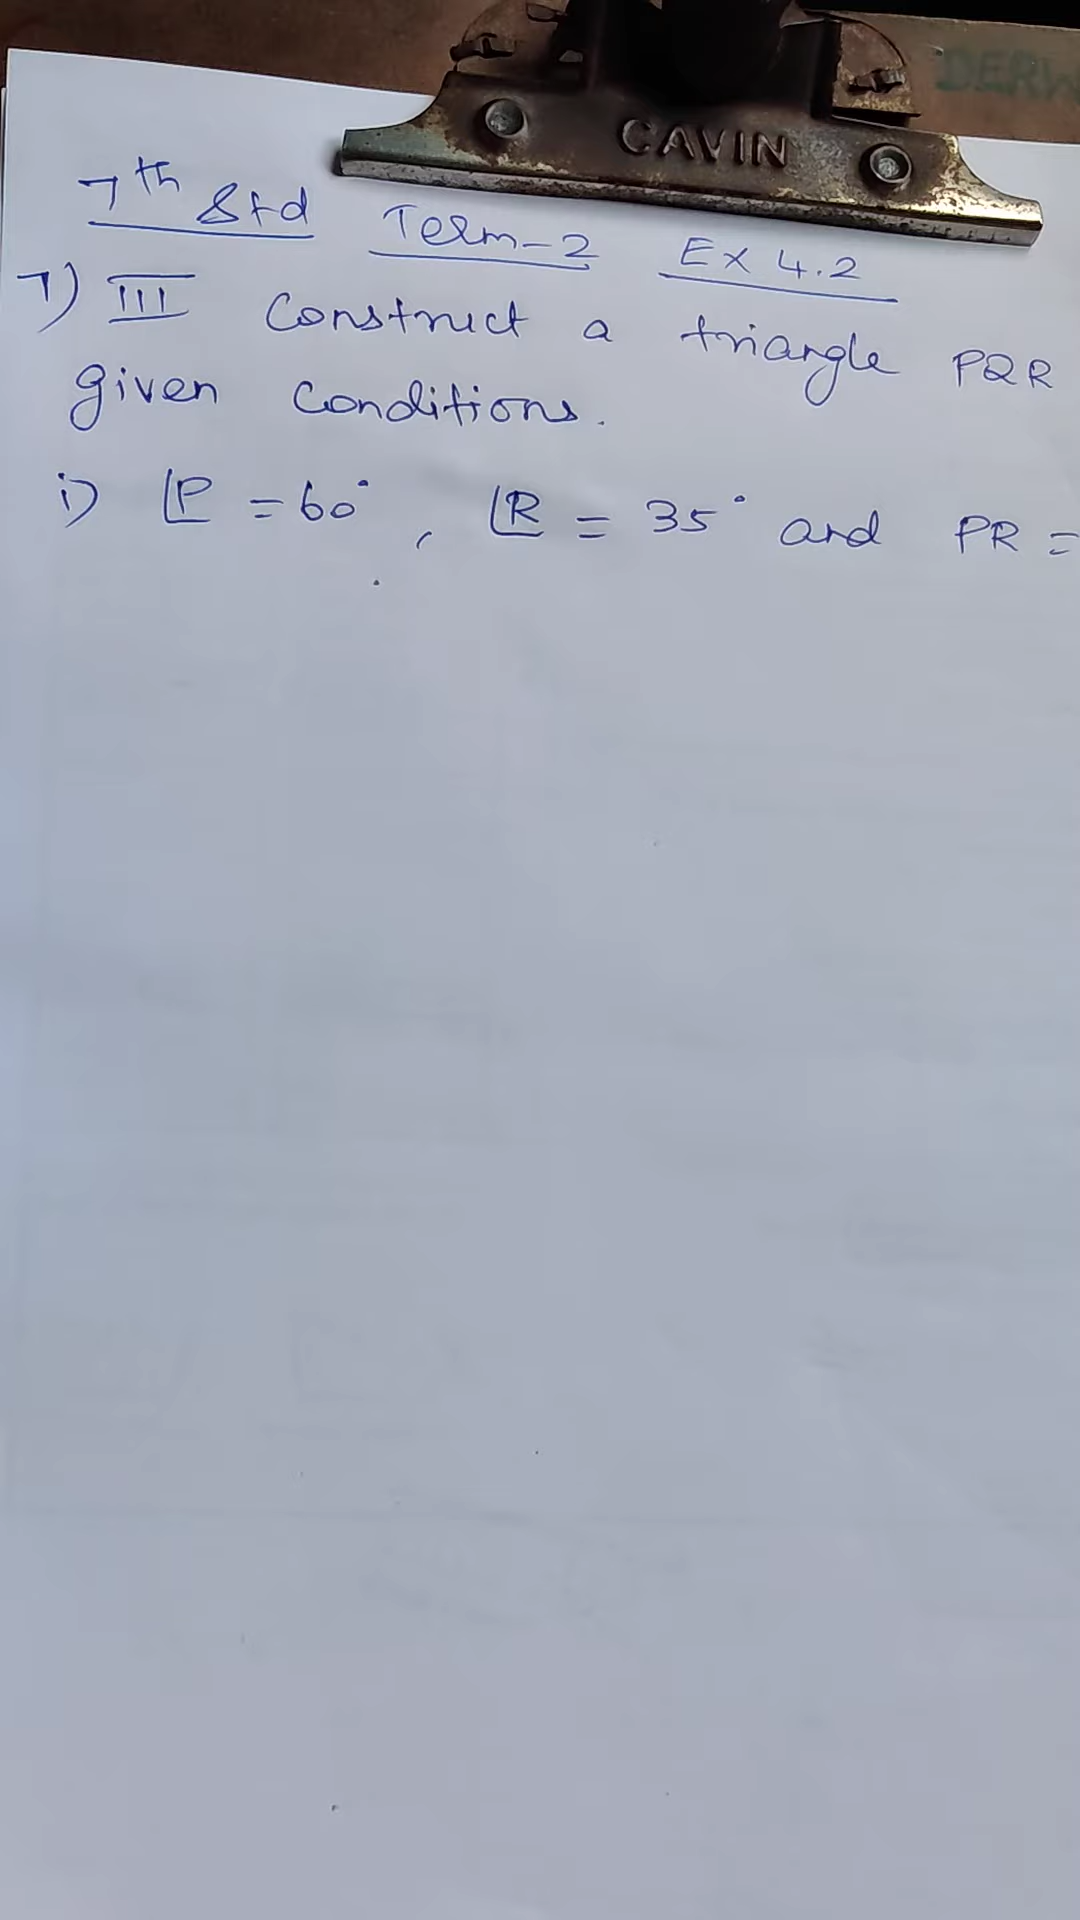 CAVIN
7th Std Term-2 Ex 4.2
7) III Construct a triangle PQR
given conditions.
i) ∠P = 60°, ∠R = 35° and PR =